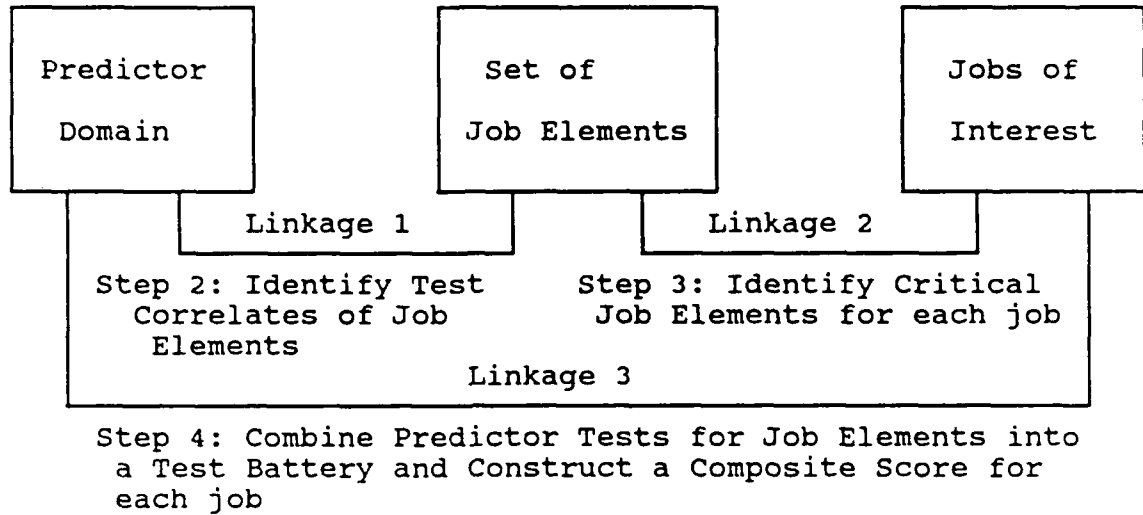 Predictor
Domain
Set of
Job Elements
Jobs of
Interest
Linkage 1
Linkage 2
Step 2: Identify Test
Correlates of Job
Elements
Step 3: Identify Critical
Job Elements for each job
Linkage 3
Step 4: Combine Predictor Tests for Job Elements into
a Test Battery and Construct a Composite Score for
each job